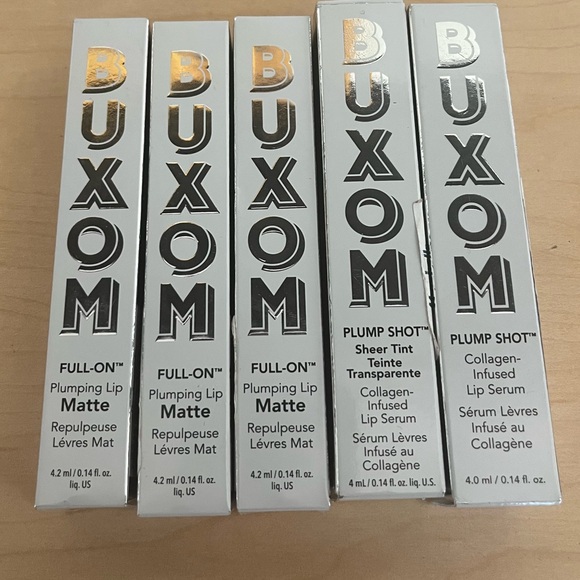 BUXOM
FULL-ON™
Plumping Lip
Matte
Repulpeuse
Lévres Mat
4.2 ml / 0.14 fl. oz.
liq. US
BUXOM
FULL-ON™
Plumping Lip
Matte
Repulpeuse
Lévres Mat
4.2 ml / 0.14 fl. oz.
liq. US
BUXOM
FULL-ON™
Plumping Lip
Matte
Repulpeuse
Lévres Mat
4.2 ml / 0.14 fl. oz.
liq. US
BUXOM
PLUMP SHOT™
Sheer Tint
Teinte
Transparente
Collagen-
Infused
Lip Serum
Sérum Lèvres
Infusé au
Collagène
4 mL / 0.14 fl. oz. liq. U.S.
BUXOM
PLUMP SHOT™
Collagen-
Infused
Lip Serum
Sérum Lèvres
Infusé au
Collagène
4.0 ml / 0.14 fl. oz.